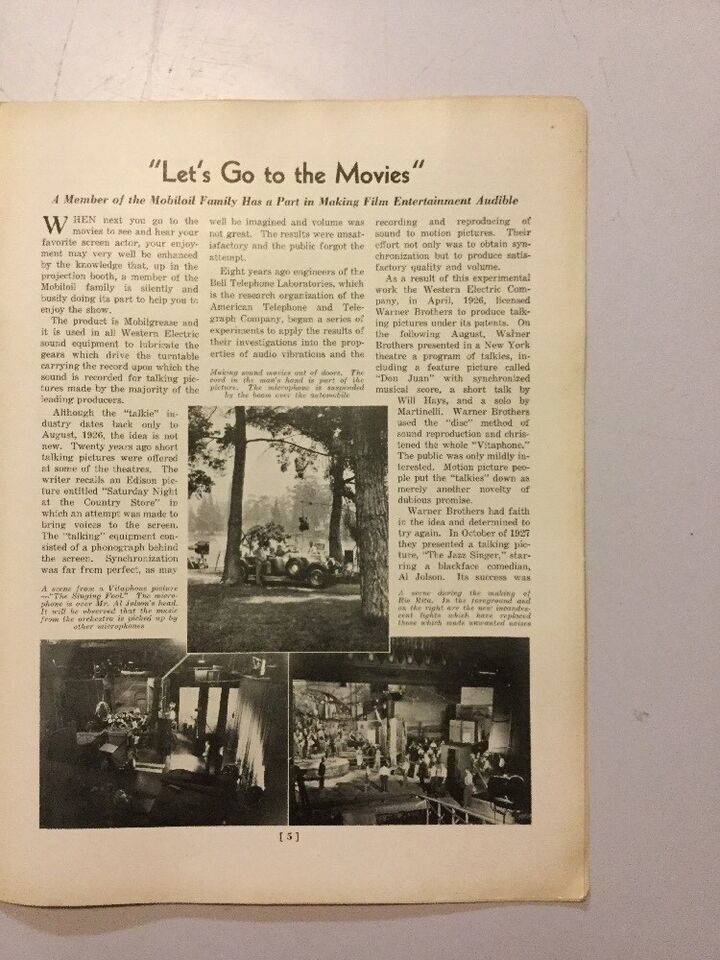 "Let's Go to the Movies"
A Member of the Mobiloil Family Has a Part in Making Film Entertainment Audible
WHEN next you go to the
movies to see and hear your
favorite screen actor, your enjoy-
ment may very well be enhanced
by the knowledge that, up in the
projection booth, a member of the
Mobiloil family is silently and
busily doing its part to help you to
enjoy the show.
The product is Mobilgrease and
it is used in all Western Electric
sound equipment to lubricate the
gears which drive the turntable
carrying the record upon which the
sound is recorded for talking pic-
tures made by the majority of the
leading producers.
Although the "talkie" in-
dustry dates back only to
August, 1926, the idea is not
new. Twenty years ago short
talking pictures were offered
at some of the theatres. The
writer recalls an Edison pic-
ture entitled "Saturday Night
at the Country Store" in
which an attempt was made to
bring voices to the screen.
The "talking" equipment con-
sisted of a phonograph behind
the screen. Synchronization
was far from perfect, as may
A scene from a Vitaphone picture
—"The Singing Fool." The micro-
phone is over Mr. Al Jolson's head.
It will be observed that the music
from the orchestra is picked up by
other microphones
well be imagined and volume was
not great. The results were unsat-
isfactory and the public forgot the
attempt.
Eight years ago engineers of the
Bell Telephone Laboratories, which
is the research organization of the
American Telephone and Tele-
graph Company, began a series of
experiments to apply the results of
their investigations into the prop-
erties of audio vibrations and the
Making sound movies out of doors. The
cord in the man's hand is part of the
picture. The microphone is suspended
by the boom over the automobile
recording and reproducing of
sound to motion pictures. Their
effort not only was to obtain syn-
chronization but to produce satis-
factory quality and volume.
As a result of this experimental
work the Western Electric Com-
pany, in April, 1926, licensed
Warner Brothers to produce talk-
ing pictures under its patents. On
the following August, Warner
Brothers presented in a New York
theatre a program of talkies, in-
cluding a feature picture called
"Don Juan" with synchronized
musical score, a short talk by
Will Hays, and a solo by
Martinelli. Warner Brothers
used the "disc" method of
sound reproduction and chris-
tened the whole "Vitaphone."
The public was only mildly in-
terested. Motion picture peo-
ple put the "talkies" down as
merely another novelty of
dubious promise.
Warner Brothers had faith
in the idea and determined to
try again. In October of 1927
they presented a talking pic-
ture, "The Jazz Singer," star-
ring a blackface comedian,
Al Jolson. Its success was
A scene during the making of
Rio Rita. In the foreground and
on the right are the new incandes-
cent lights which have replaced
those which made unwanted noises
[ 5 ]